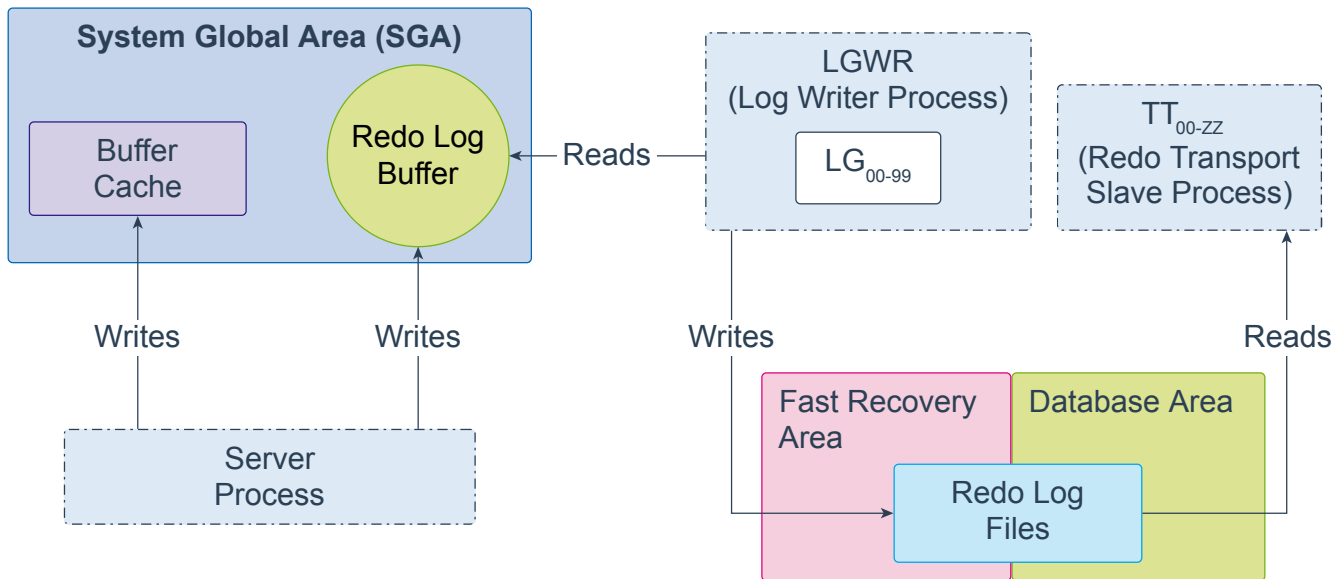 System Global Area (SGA)
Buffer
Cache
Redo Log
Buffer
Reads
LGWR
(Log Writer Process)
LG00-99
TT00-ZZ
(Redo Transport
Slave Process)
Writes
Writes
Writes
Reads
Server
Process
Fast Recovery
Area
Database Area
Redo Log
Files